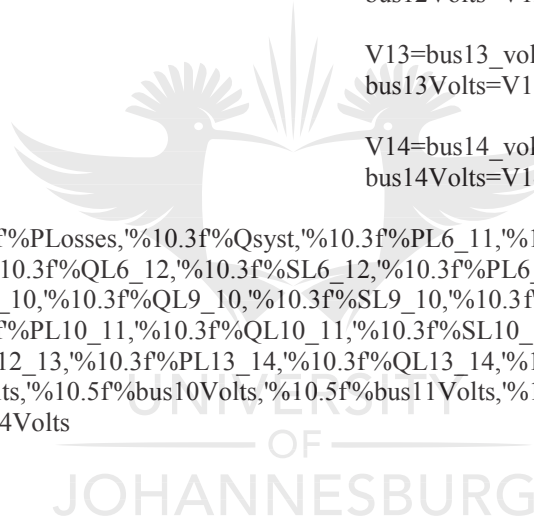 V13=bus13_vol
bus13Volts=V1
V14=bus14_vol
bus14Volts=V1
f'%PLosses,'%10.3f'%Qsyst,'%10.3f'%PL6_11,'%1
10.3f'%QL6_12,'%10.3f'%SL6_12,'%10.3f'%PL6_
_10,'%10.3f'%QL9_10,'%10.3f'%SL9_10,'%10.3f'
f'%PL10_11,'%10.3f'%QL10_11,'%10.3f'%SL10_
12_13,'%10.3f'%PL13_14,'%10.3f'%QL13_14,'%1
lts,'%10.5f'%bus10Volts,'%10.5f'%bus11Volts,'%1
4Volts
UNIVERSITY
OF
JOHANNESBURG